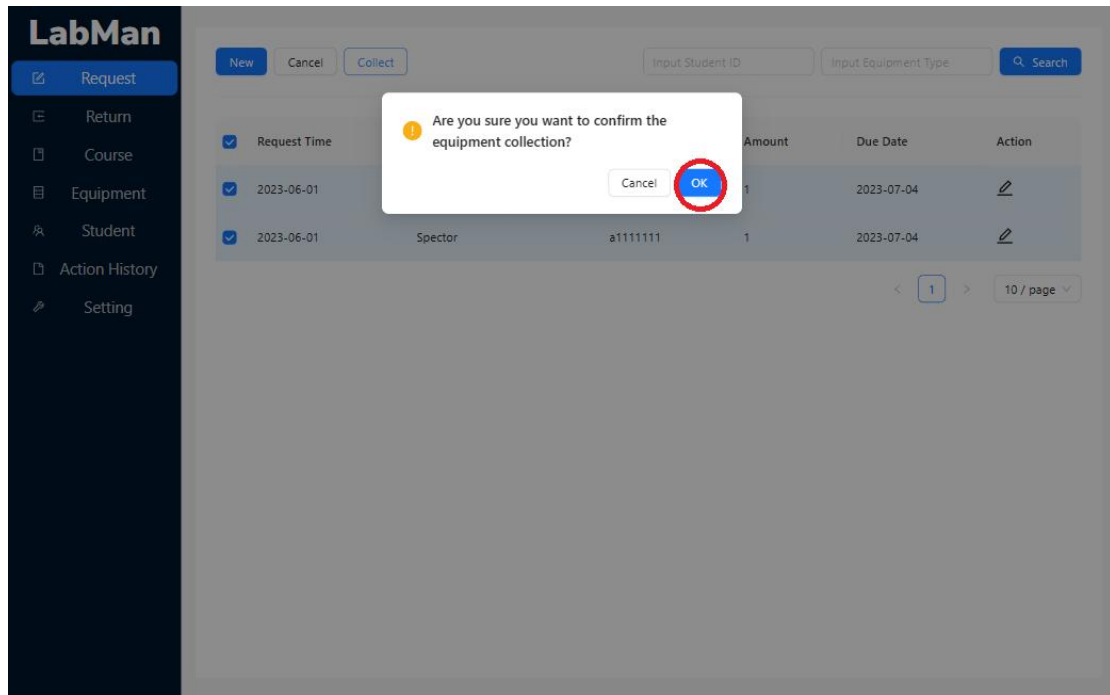 LabMan
Request
Return
Course
Equipment
Student
Action History
Setting
New Cancel Collect Input Student ID Input Equipment Type Search
Are you sure you want to confirm the
equipment collection?
Cancel OK
Request Time Amount Due Date Action
2023-06-01 1 2023-07-04
2023-06-01 Spector a1111111 1 2023-07-04
< 1 > 10 / page